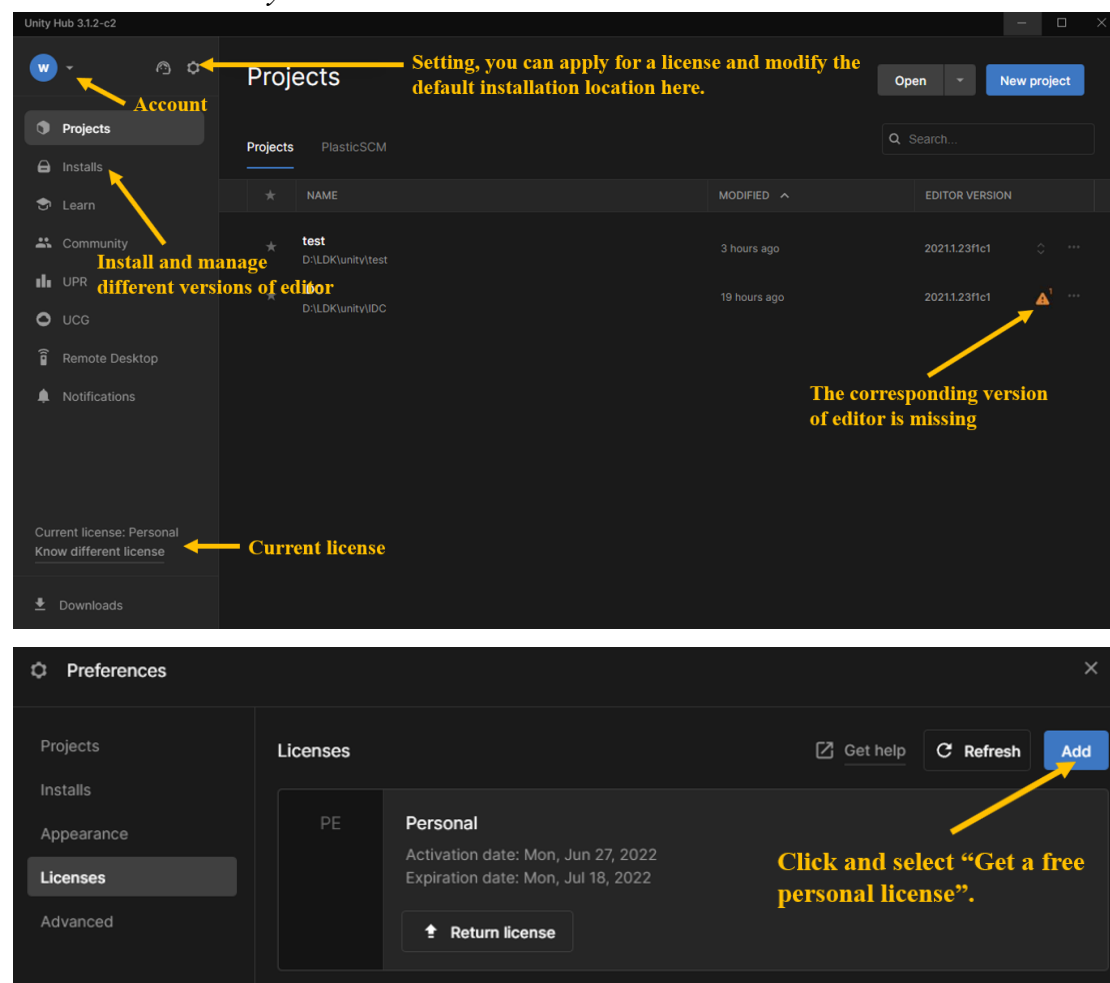 Unity Hub 3.1.2-c2
W
Account
Setting, you can apply for a license and modify the
default installation location here.
Projects
Open
New project
Projects
Installs
Learn
Community
UPR
UCG
Remote Desktop
Notifications
Install and manage
different versions of editor
Projects PlasticSCM
Search...
NAME MODIFIED EDITOR VERSION
test
D:\LDK\unity\test
3 hours ago 2021.1.23f1c1
D:\LDK\unity\IDC
19 hours ago 2021.1.23f1c1 1
The corresponding version
of editor is missing
Current license: Personal
Know different license
Current license
Downloads
Preferences
Projects
Installs
Appearance
Licenses
Advanced
Licenses
Get help Refresh Add
PE
Personal
Activation date: Mon, Jun 27, 2022
Expiration date: Mon, Jul 18, 2022
Return license
Click and select “Get a free
personal license”.